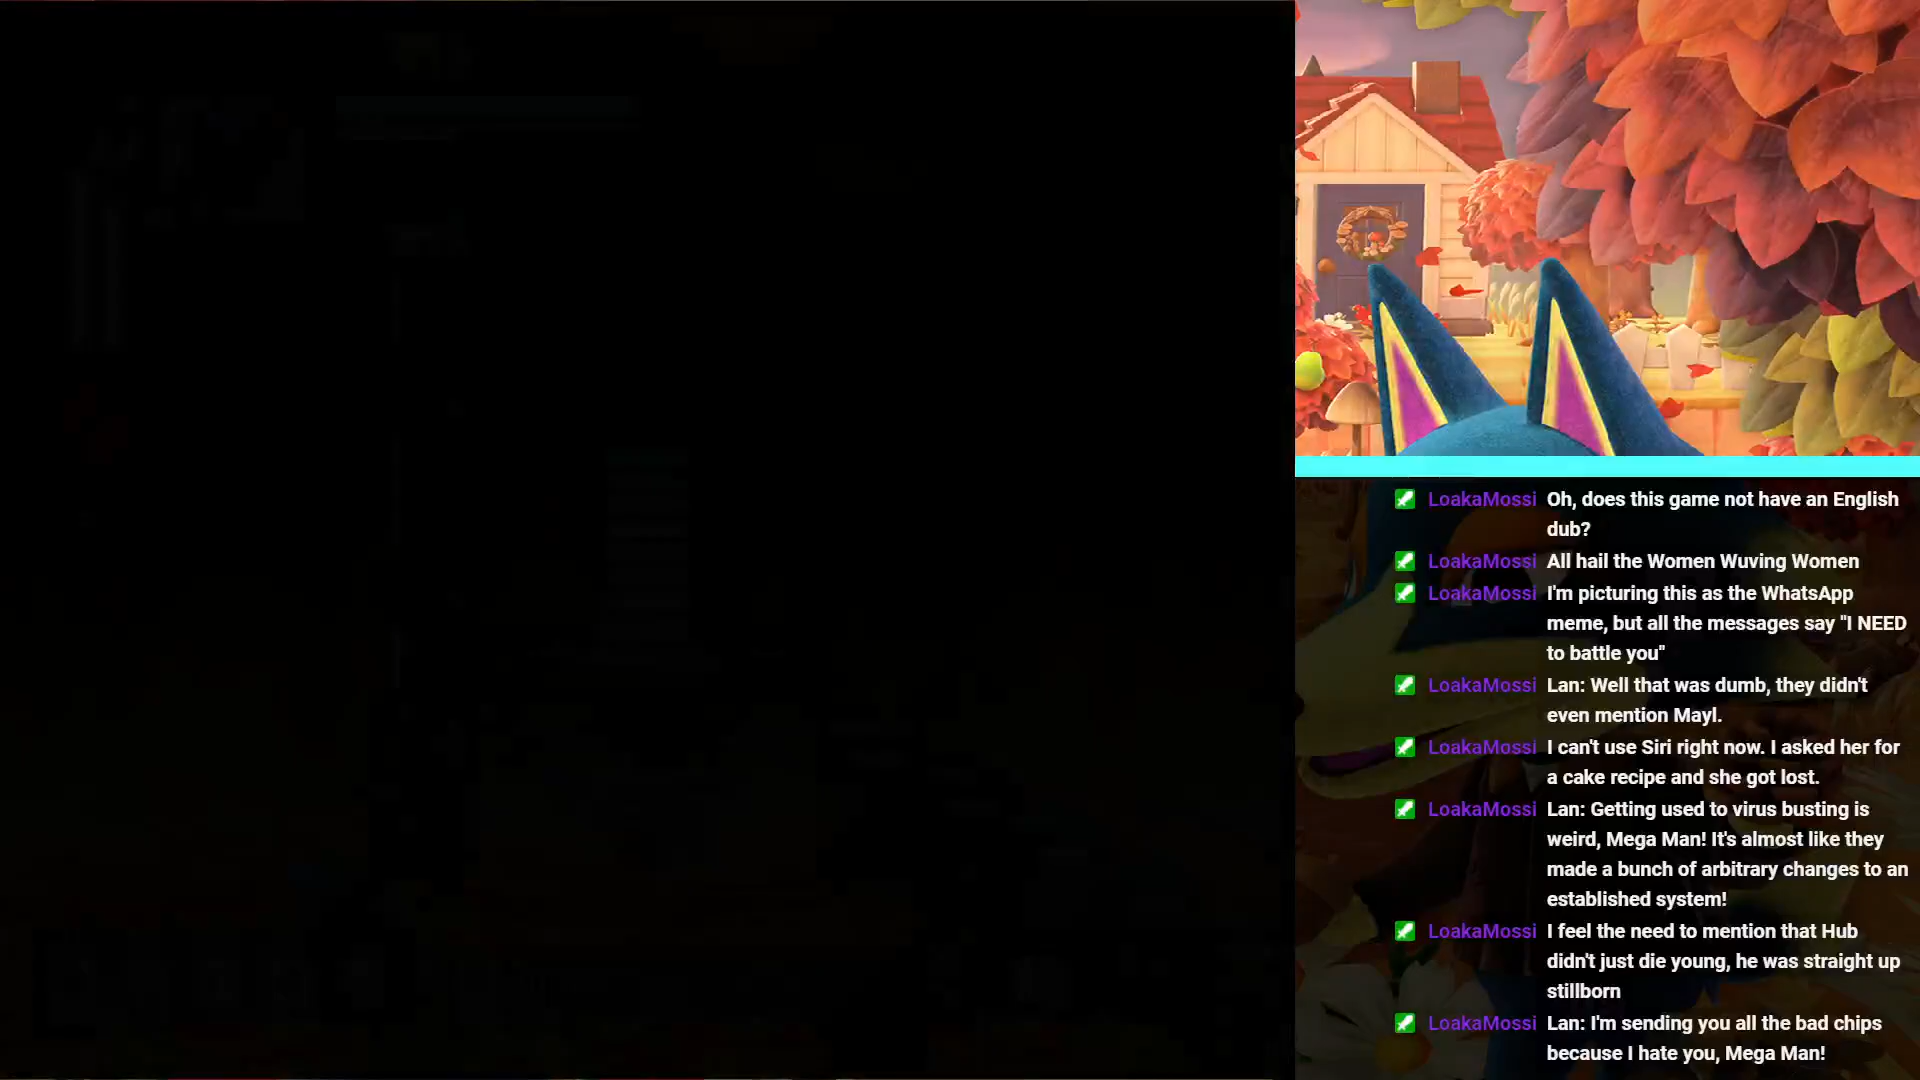 LoakaMossi Oh, does this game not have an English
dub?
LoakaMossi All hail the Women Wuving Women
LoakaMossi I'm picturing this as the WhatsApp
meme, but all the messages say "I NEED
to battle you"
LoakaMossi Lan: Well that was dumb, they didn't
even mention Mayl.
LoakaMossi I can't use Siri right now. I asked her for
a cake recipe and she got lost.
LoakaMossi Lan: Getting used to virus busting is
weird, Mega Man! It's almost like they
made a bunch of arbitrary changes to an
established system!
LoakaMossi I feel the need to mention that Hub
didn't just die young, he was straight up
stillborn
LoakaMossi Lan: I'm sending you all the bad chips
because I hate you, Mega Man!